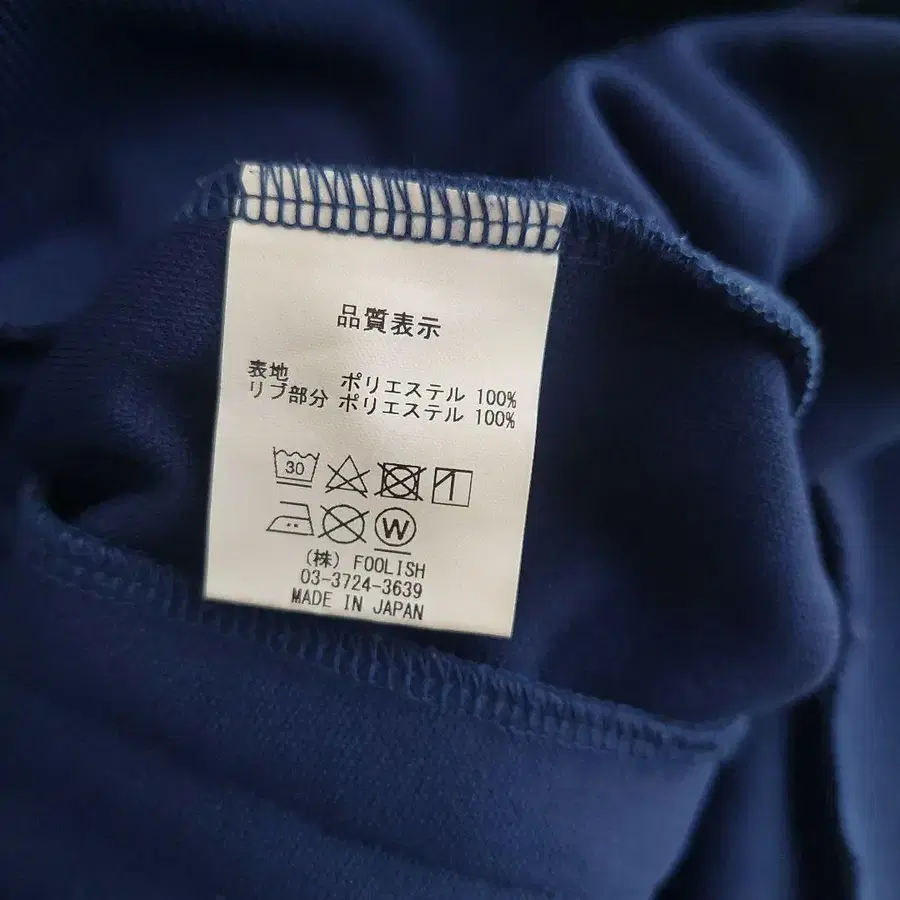 品質表示
表地 ポリエステル 100%
リブ部分 ポリエステル 100%
30
W
(株) FOOLISH
03-3724-3639
MADE IN JAPAN